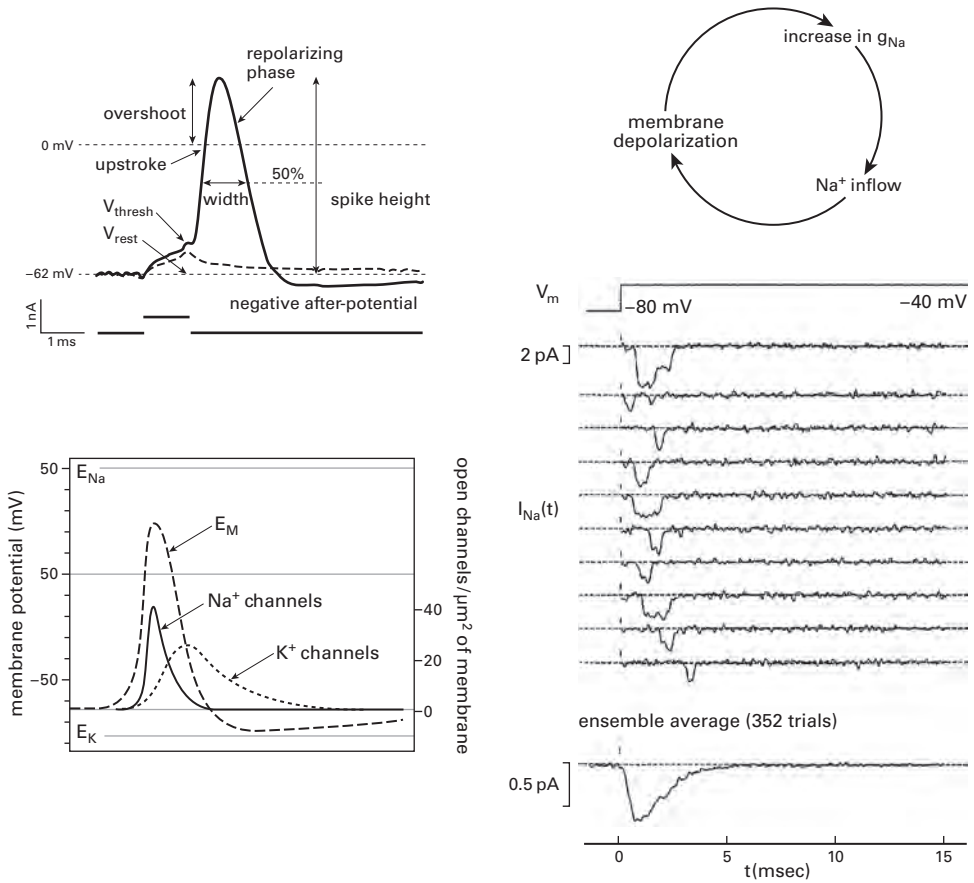 repolarizing
phase
overshoot
0 mV
upstroke
50%
width
spike height
V_thresh
V_rest
−62 mV
negative after-potential
1 nA
1 ms
increase in g_Na
membrane
depolarization
Na⁺ inflow
V_m
−80 mV
−40 mV
2 pA
I_Na(t)
ensemble average (352 trials)
0.5 pA
0
5
10
15
t(msec)
membrane potential (mV)
50
E_Na
E_M
50
Na⁺ channels
K⁺ channels
−50
E_K
40
20
0
open channels/μm² of membrane